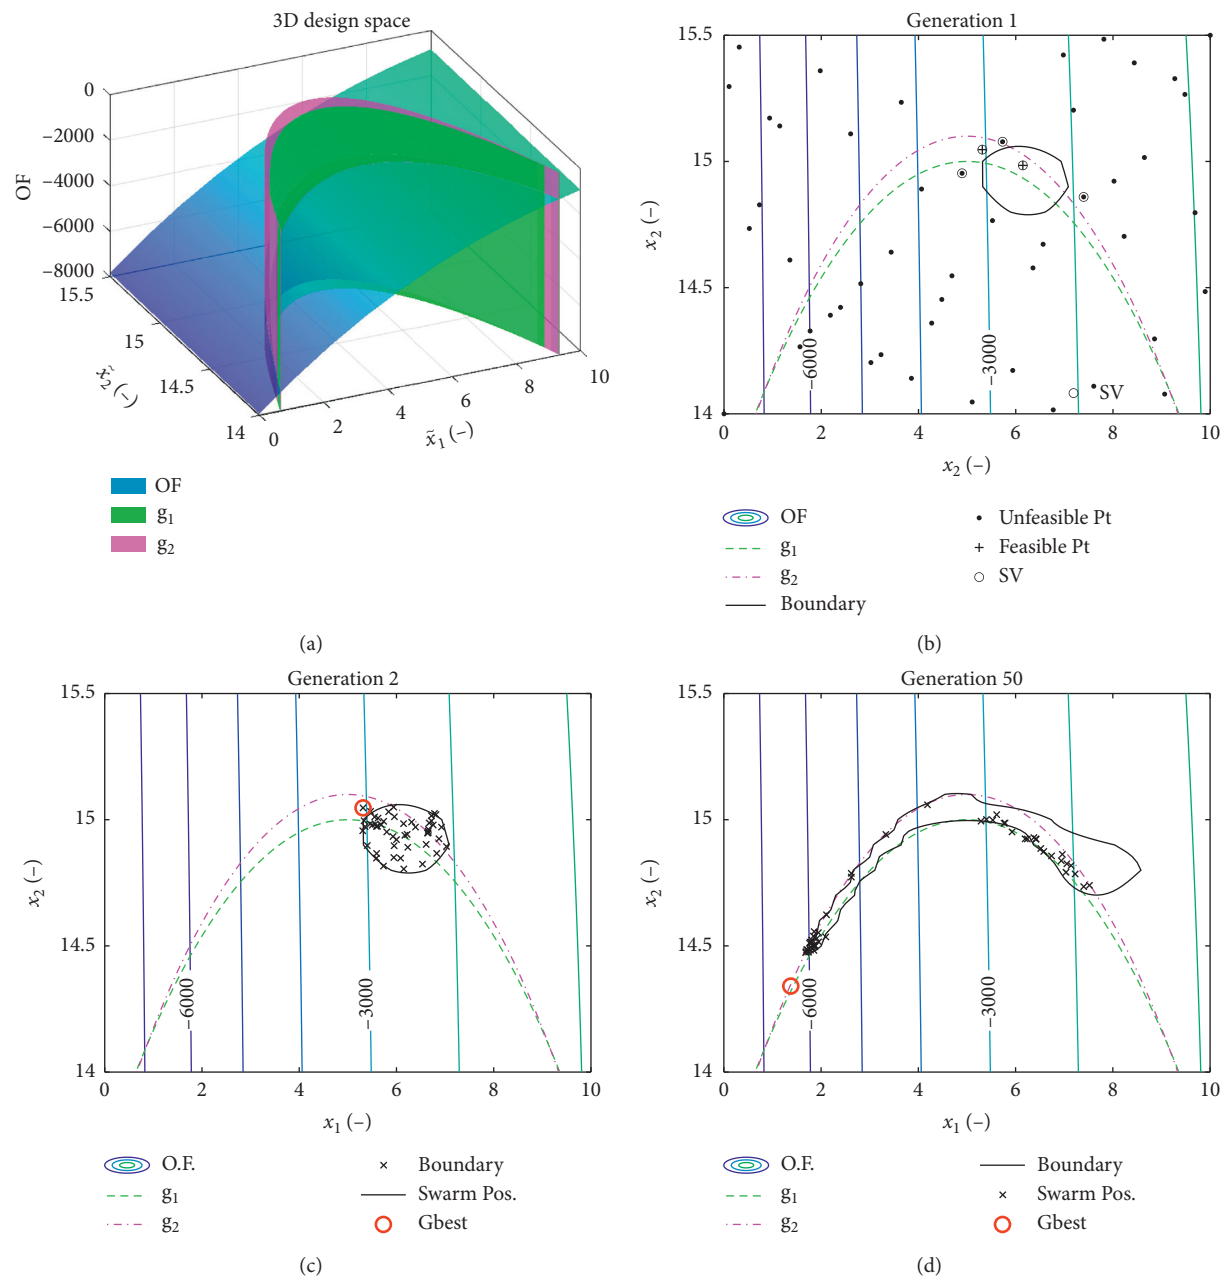 3D design space
0
−2000
−4000
−6000
−8000
OF
15.5
15
14.5
14
x̃2 (–)
0
2
4
6
8
10
x̃1 (–)
OF
g1
g2
(a)
Generation 1
15.5
15
14.5
14
x2 (–)
−6000
−3000
SV
0
2
4
6
8
10
x2 (–)
OF
g1
g2
Boundary
Unfeasible Pt
Feasible Pt
SV
(b)
Generation 2
15.5
15
14.5
14
x2 (–)
−6000
−3000
0
2
4
6
8
10
x1 (–)
O.F.
g1
g2
Boundary
Swarm Pos.
Gbest
(c)
Generation 50
15.5
15
14.5
14
x2 (–)
−6000
−3000
0
2
4
6
8
10
x1 (–)
O.F.
g1
g2
Boundary
Swarm Pos.
Gbest
(d)